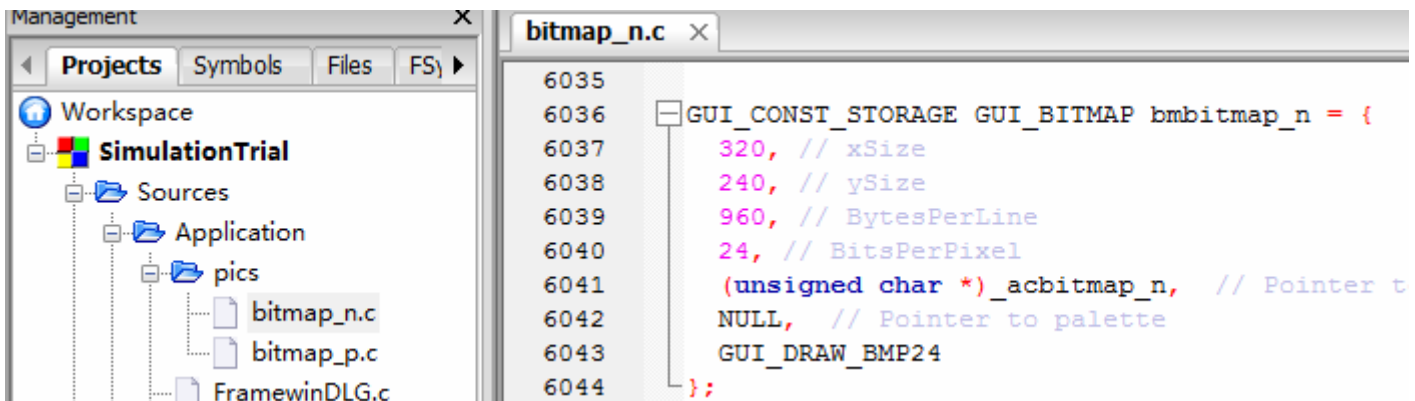 Management X
Projects Symbols Files FSy
Workspace
SimulationTrial
Sources
Application
pics
bitmap_n.c
bitmap_p.c
FramewinDLG.c
bitmap_n.c
6035
6036 GUI_CONST_STORAGE GUI_BITMAP bmbitmap_n = {
6037 320, // xSize
6038 240, // ySize
6039 960, // BytesPerLine
6040 24, // BitsPerPixel
6041 (unsigned char *)_acbitmap_n, // Pointer t
6042 NULL, // Pointer to palette
6043 GUI_DRAW_BMP24
6044 };